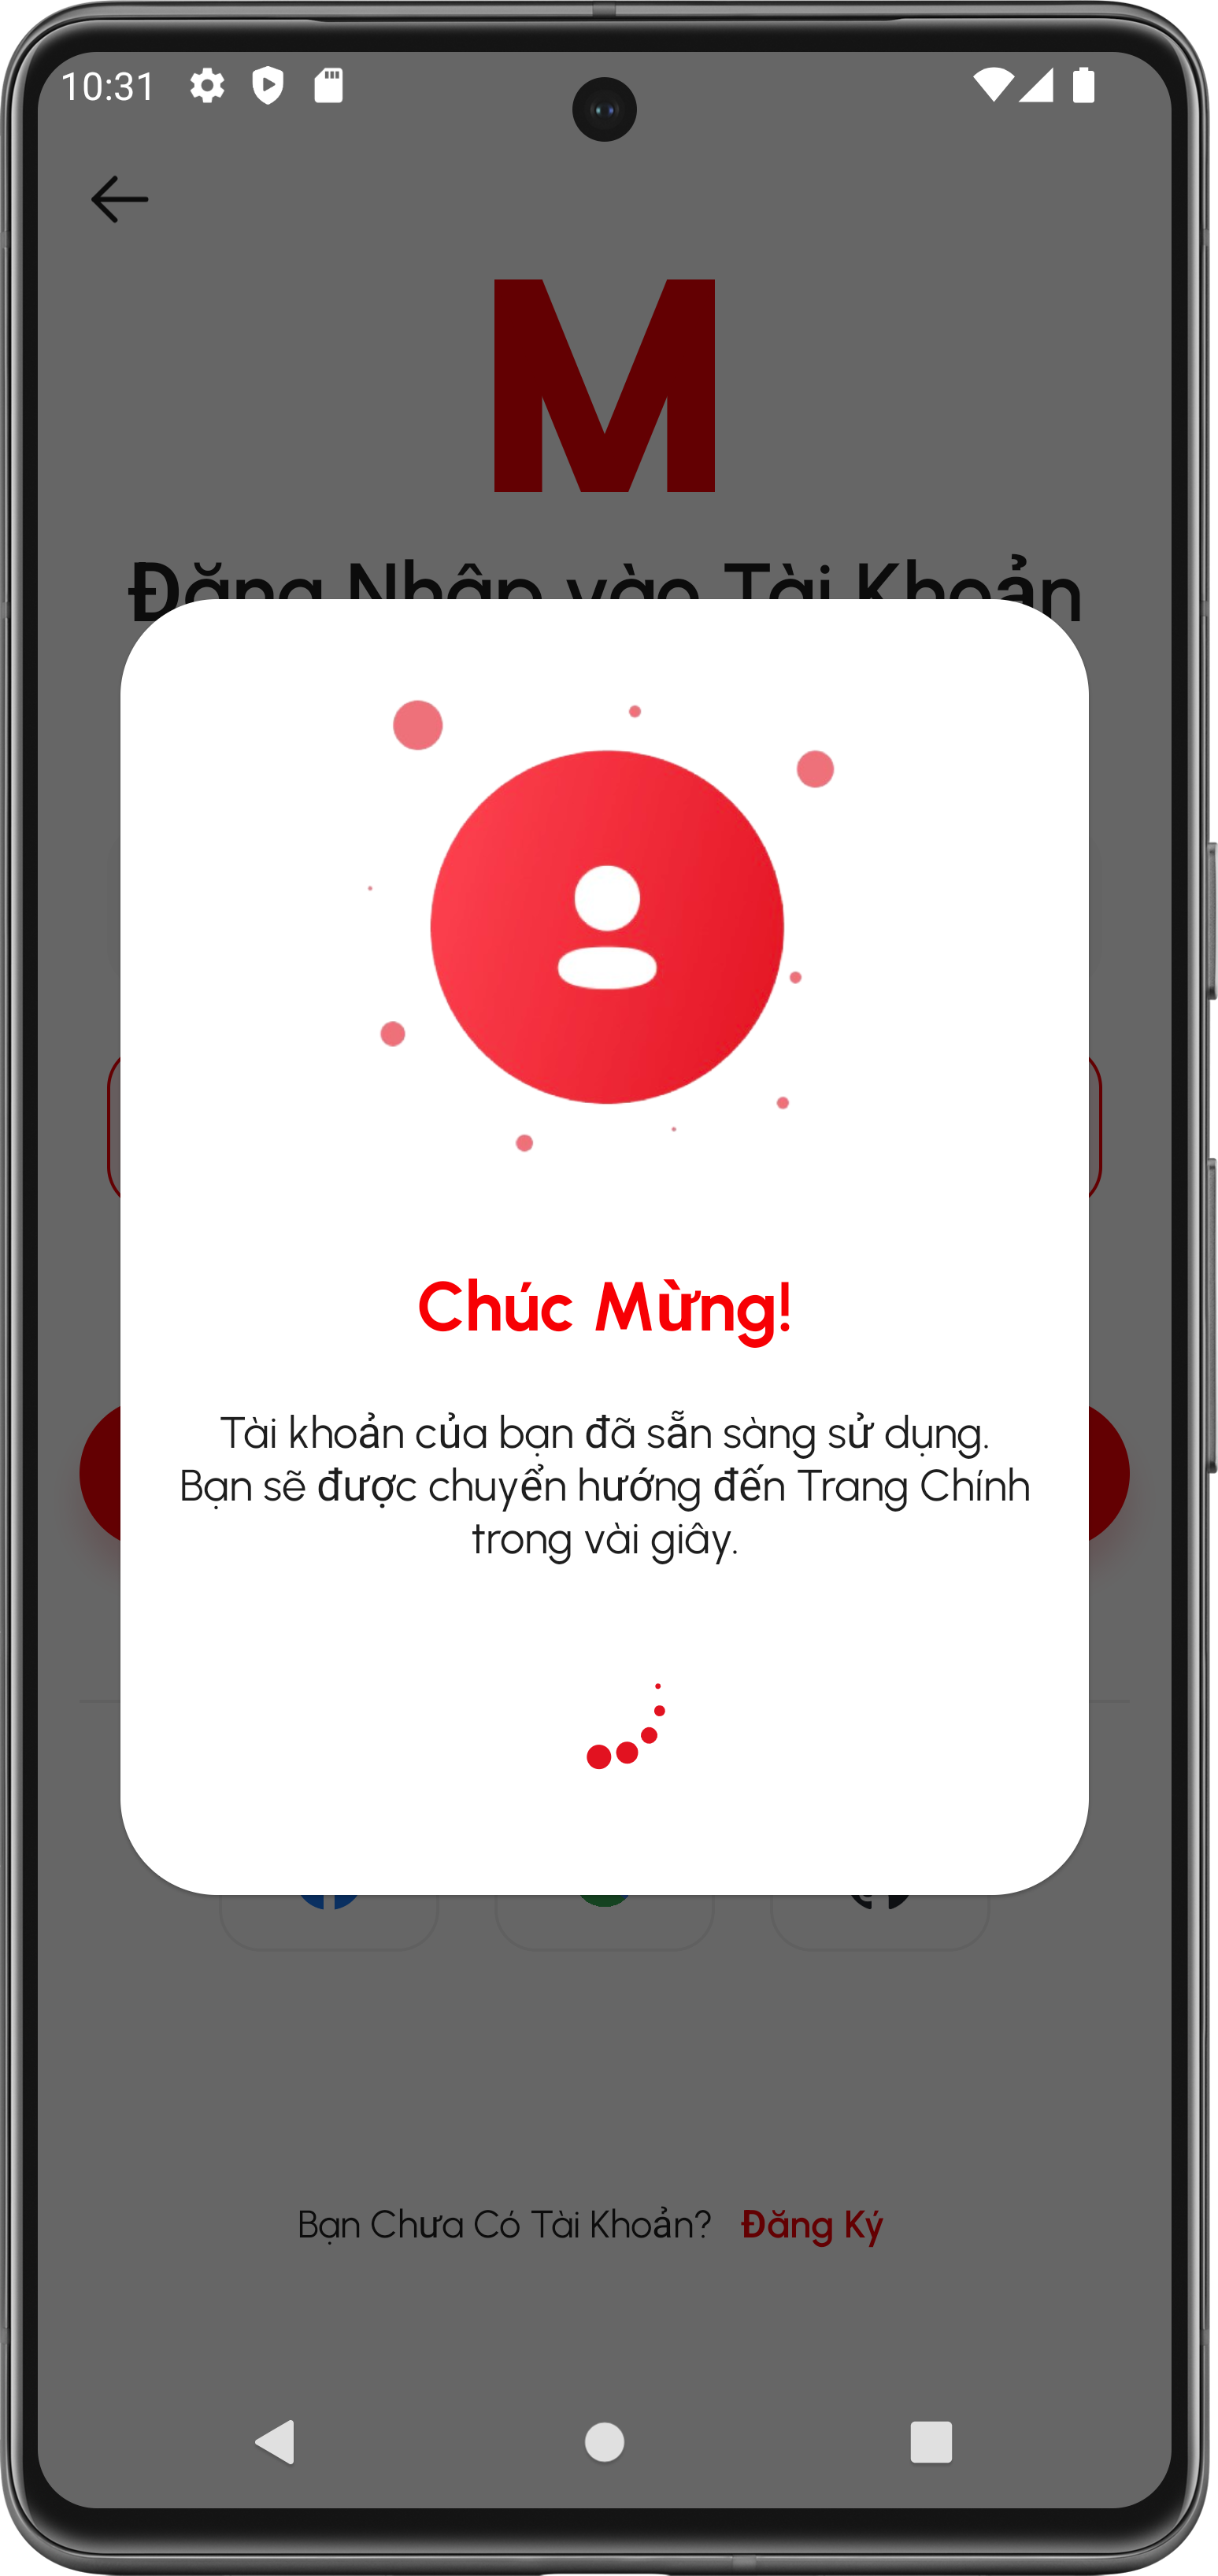 10:31
M
Đăng Nhập vào Tài Khoản
Chúc Mừng!
Tài khoản của bạn đã sẵn sàng sử dụng.
Bạn sẽ được chuyển hướng đến Trang Chính
trong vài giây.
Bạn Chưa Có Tài Khoản? Đăng Ký